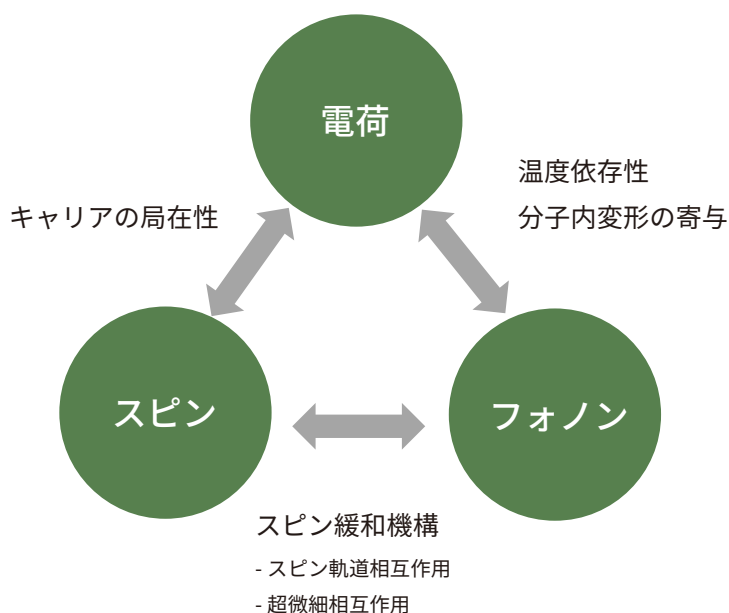 電荷
温度依存性
分子内変形の寄与
キャリアの局在性
スピン
フォノン
スピン緩和機構
- スピン軌道相互作用
- 超微細相互作用